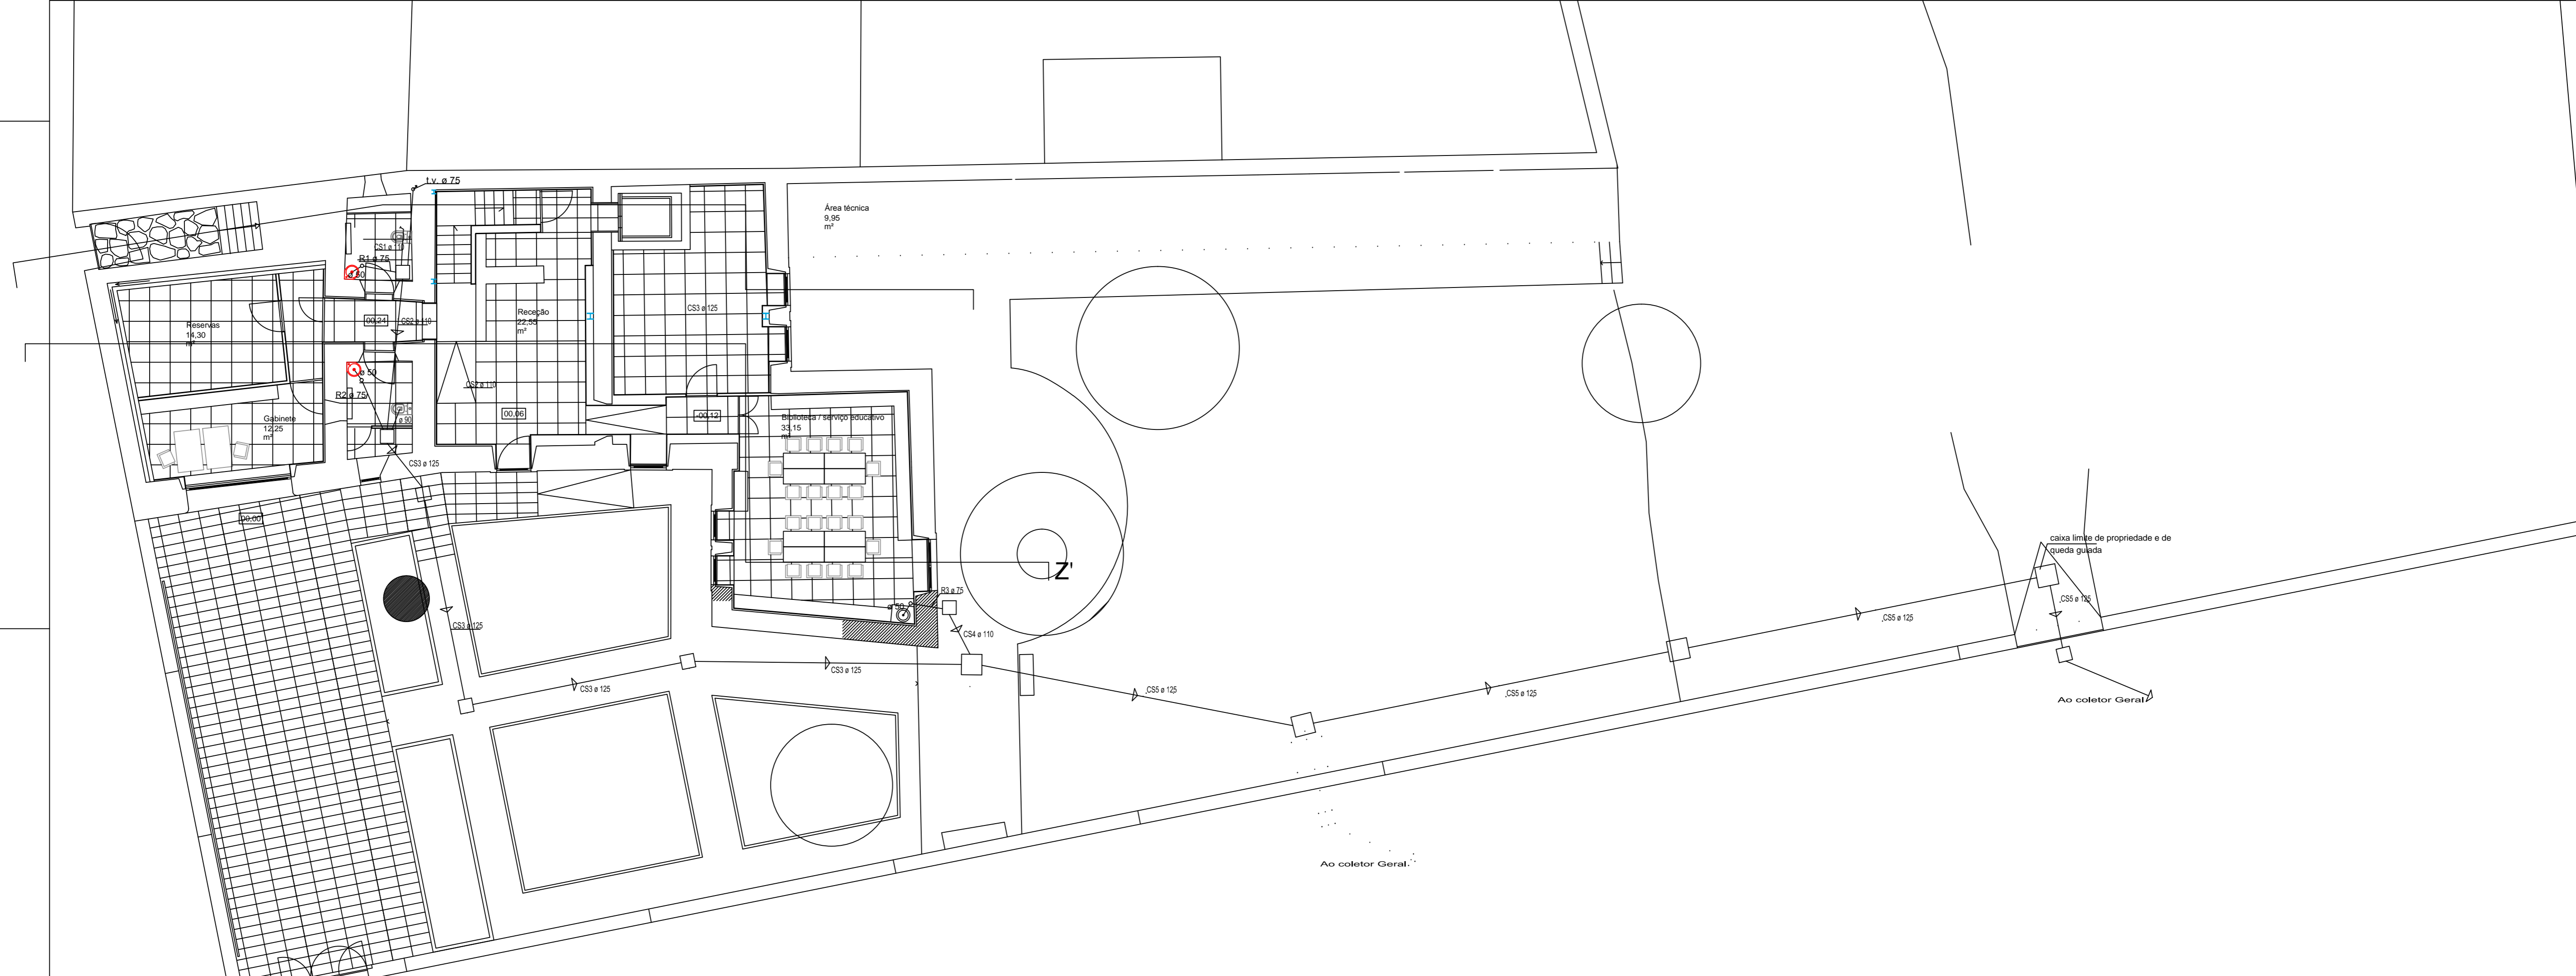 t.v. ø 75
Área técnica
9,95
m²
CS1 ø 110
R1 ø 75
ø 50
Reservas
14,30
m²
00,24
CS2 ø 110
Receção
22,55
m²
CS3 ø 125
ø 50
R2 ø 75
CS2 ø 110
ø 90
Gabinete
12,25
m²
00,06
-00,12
Biblioteca / serviço educativo
33,15
m²
CS3 ø 125
00,00
Z'
caixa limite de propriedade e de
queda guiada
R3 ø 75
ø 50
CS4 ø 110
CS3 ø 125
CS5 ø 125
CS5 ø 125
CS3 ø 125
CS3 ø 125
CS5 ø 125
CS5 ø 125
Ao coletor Geral
Ao coletor Geral